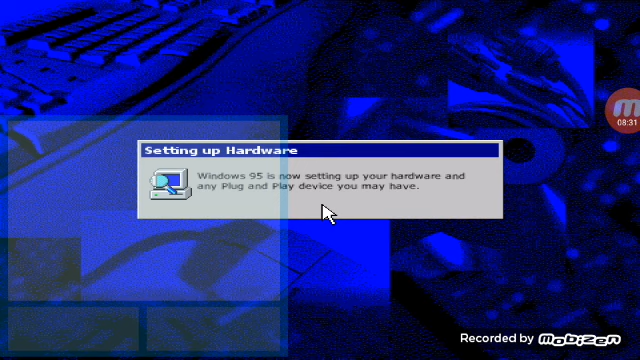 Setting up Hardware
Windows 95 is now setting up your hardware and
any Plug and Play device you may have.
08:31
Recorded by mobizen